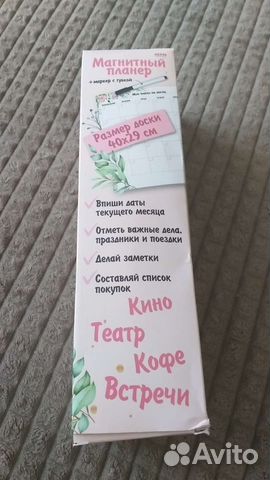 Магнитный
планер
+ маркер с губкой
Размер доски
40х29 см
Впиши даты
текущего месяца
Отметь важные дела,
праздники и поездки
Делай заметки
Составляй список
покупок
Кино
Театр
Кофе
Встречи
Avito